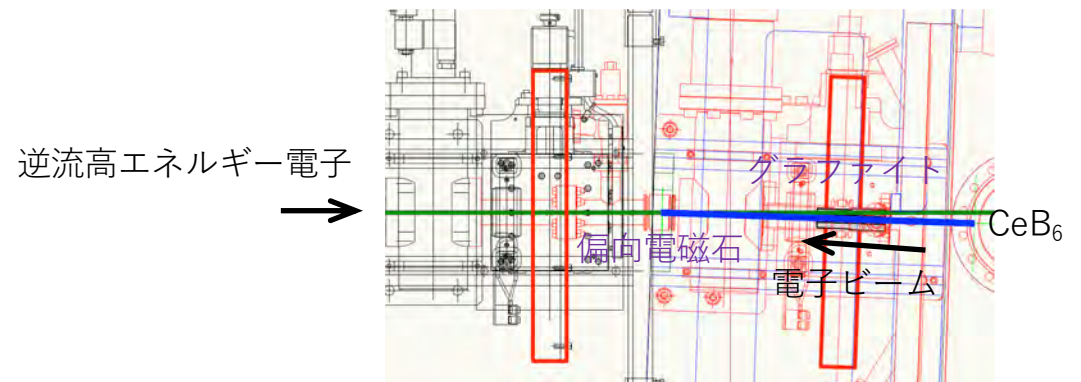 逆流高エネルギー電子
グラファイト
偏向電磁石
CeB₆
電子ビーム